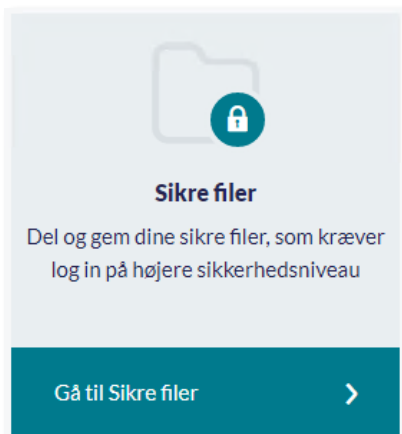 Sikre filer
Del og gem dine sikre filer, som kræver
log in på højere sikkerhedsniveau
Gå til Sikre filer